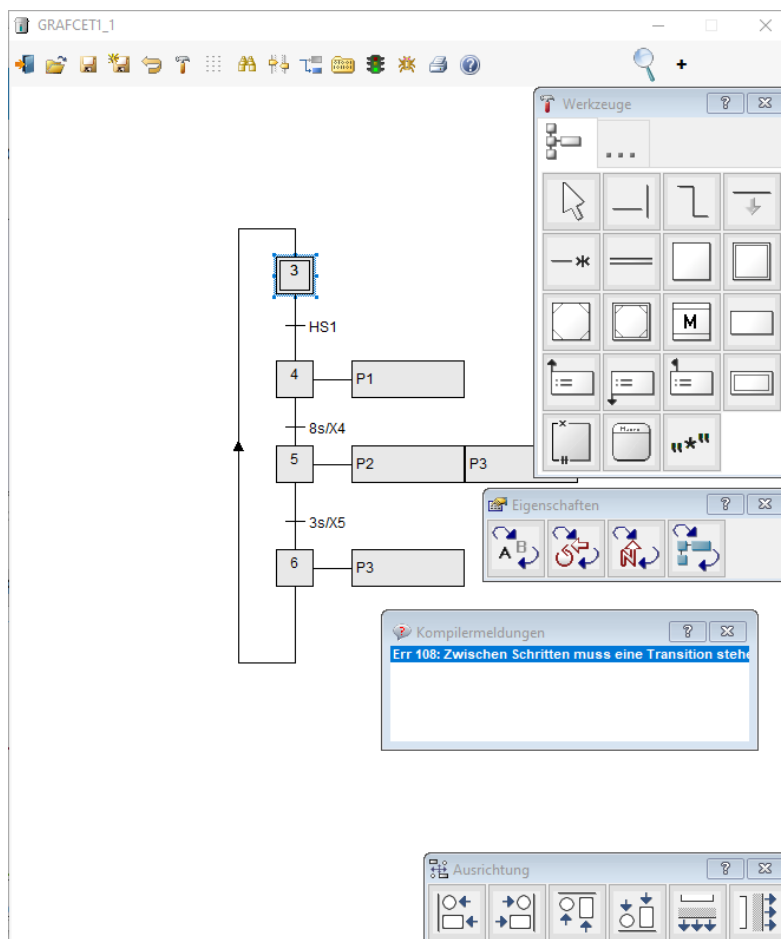 GRAFCET1_1
+
Werkzeuge
...
M
:= := :=
Macro
"*"
3
HS1
4 P1
8s/X4
5 P2 P3
Eigenschaften
A B
N
3s/X5
6 P3
Kompilermeldungen
Err 108: Zwischen Schritten muss eine Transition stehe
Ausrichtung